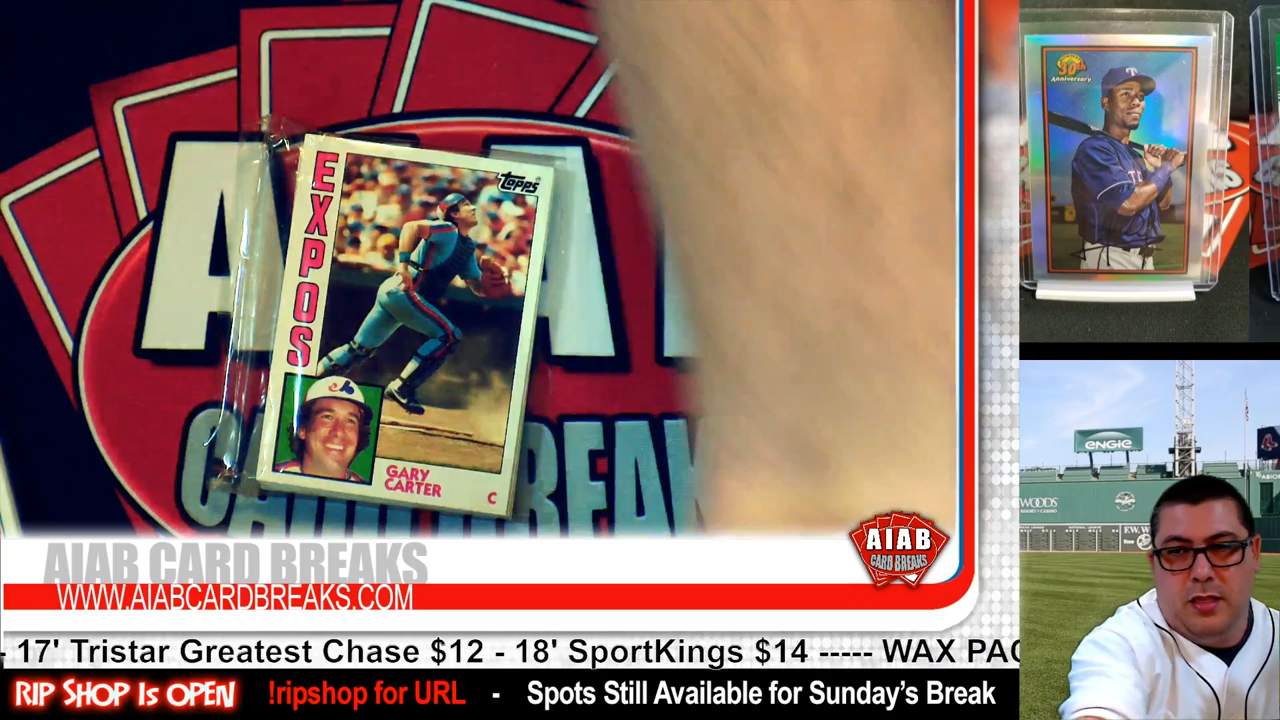 EXPOS
Topps
GARY
CARTER
C
30th
Anniversary
T
ENGIE
WOODS
F.W.
AIAB
CARD BREAKS
AIAB CARD BREAKS
WWW.AIABCARDBREAKS.COM
- 17' Tristar Greatest Chase $12 - 18' SportKings $14 ----- WAX PAC
RIP SHOP IS OPEN !ripshop for URL - Spots Still Available for Sunday's Break